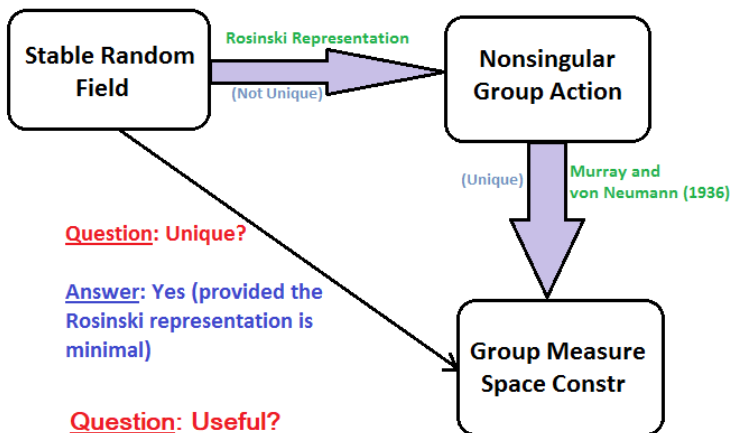 Stable Random
Field
Rosinski Representation
(Not Unique)
Nonsingular
Group Action
(Unique)
Murray and
von Neumann (1936)
Question: Unique?
Answer: Yes (provided the
Rosinski representation is
minimal)
Group Measure
Space Constr
Question: Useful?